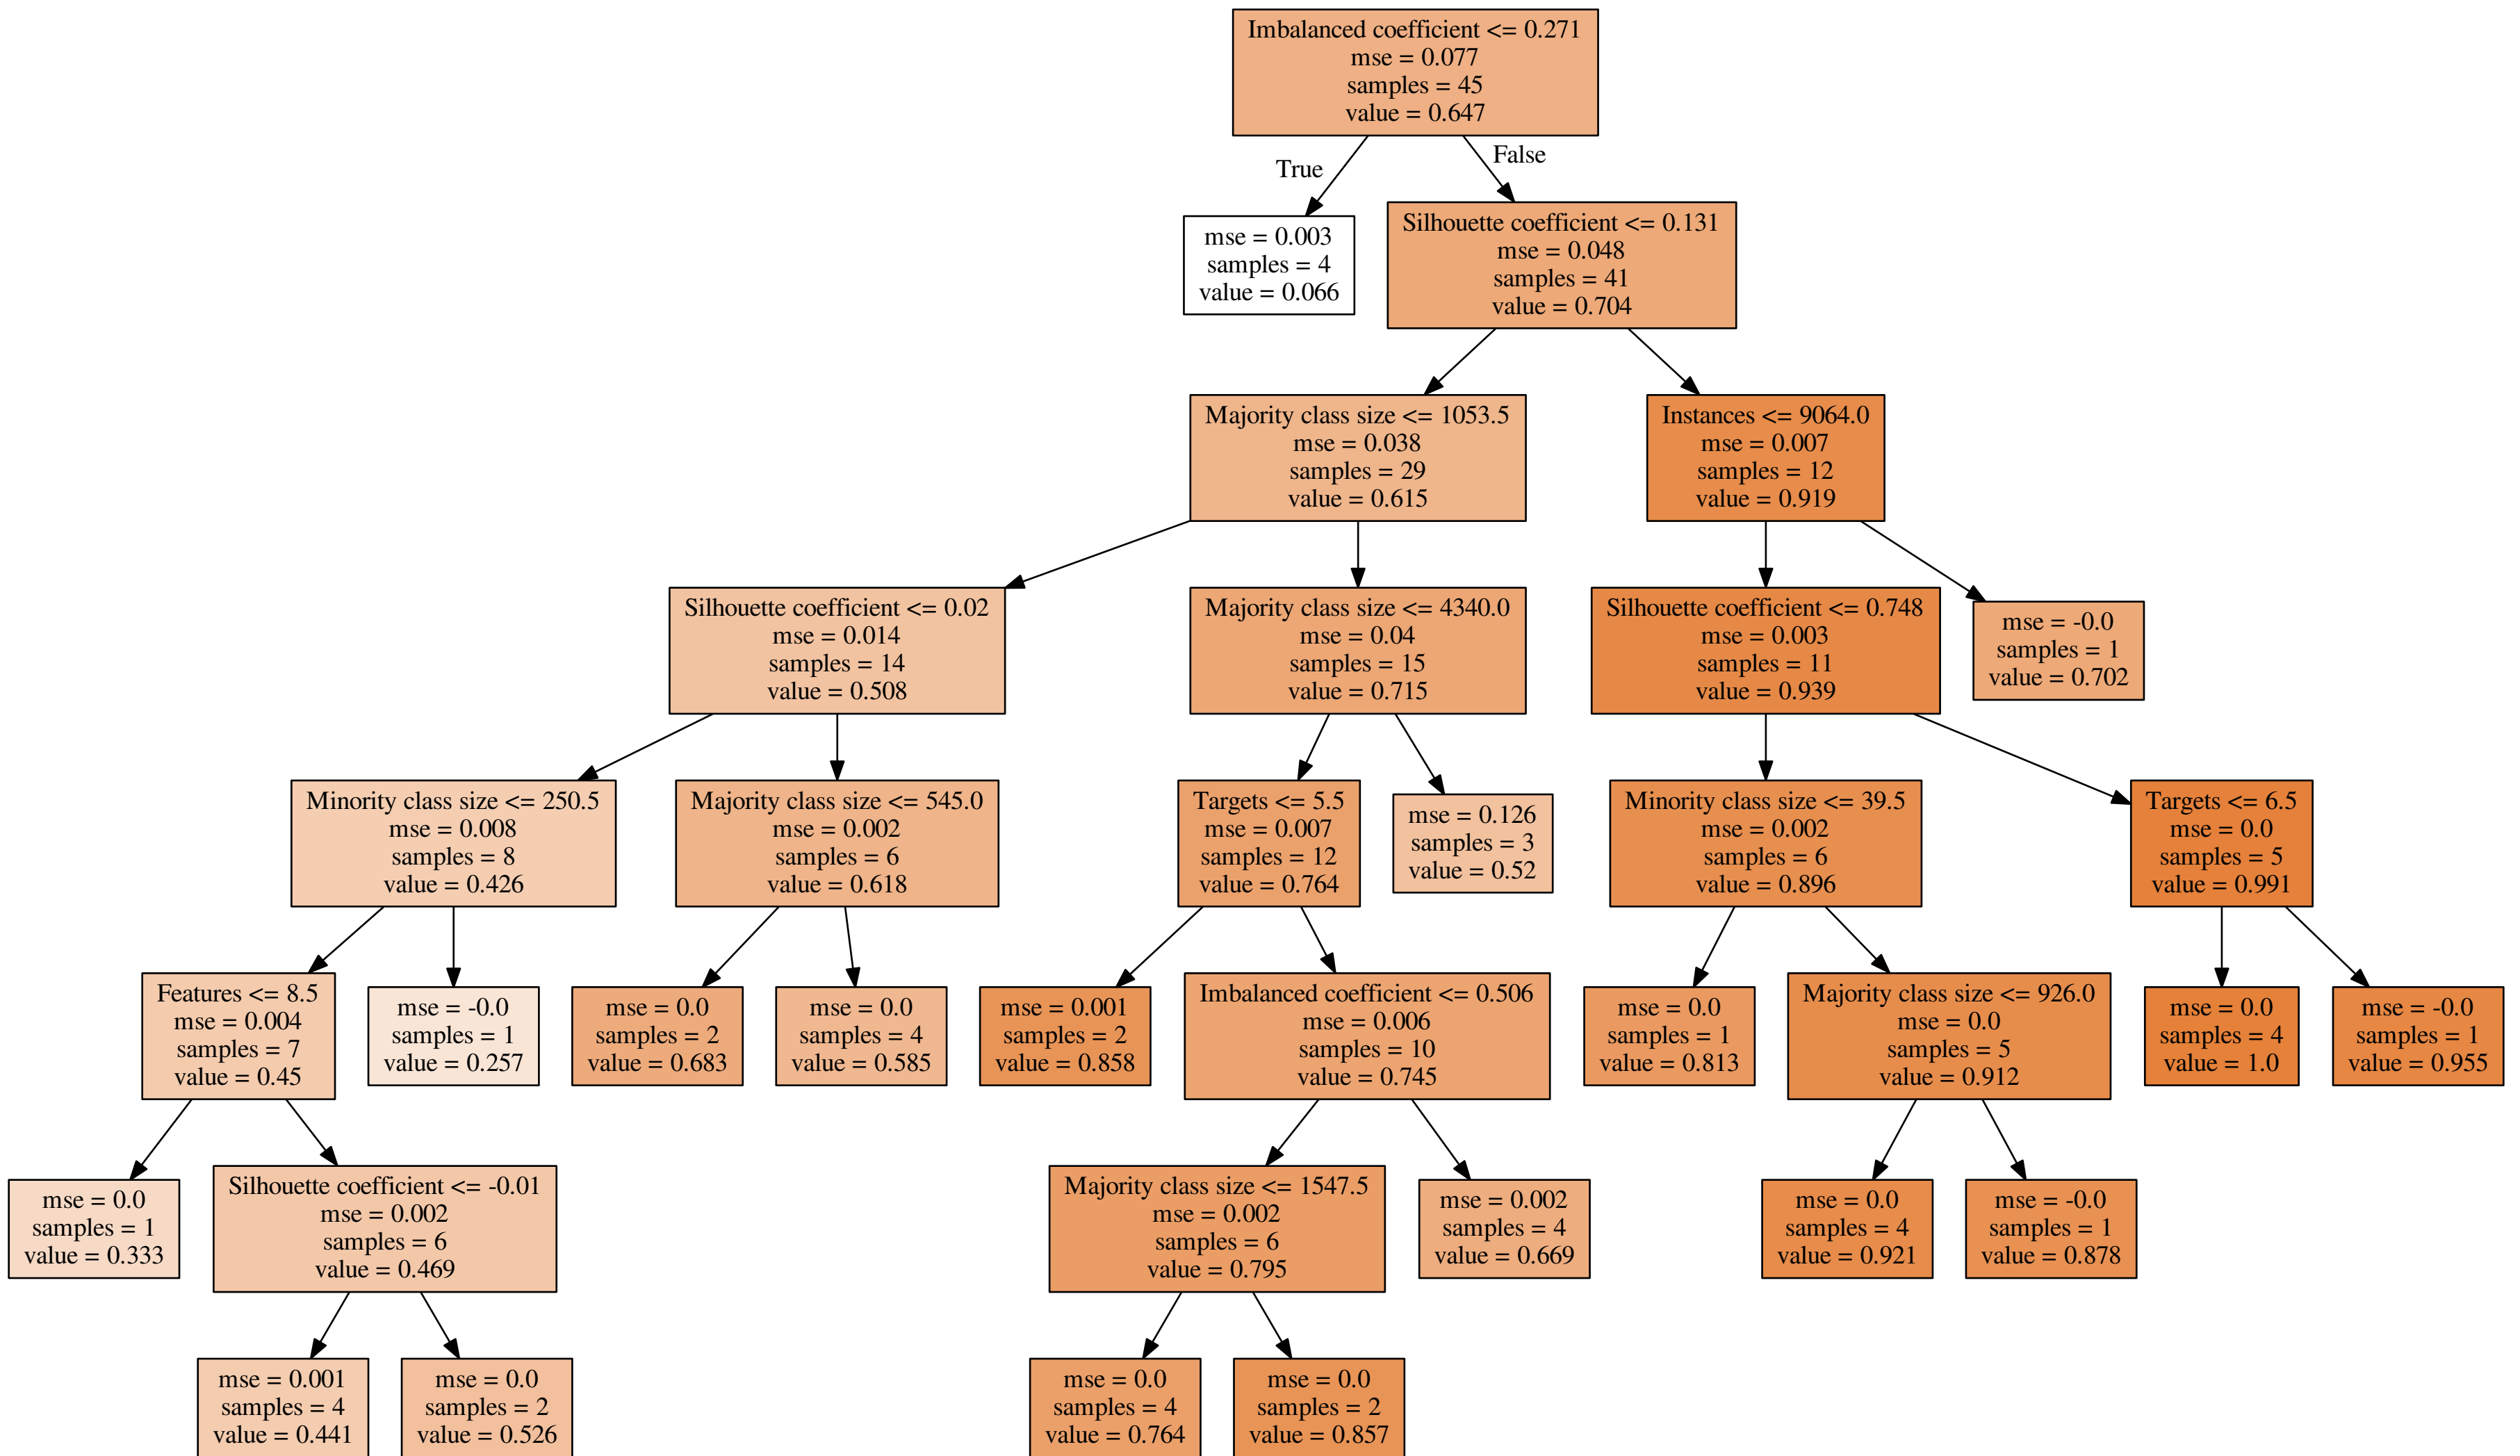 Imbalanced coefficient <= 0.271
mse = 0.077
samples = 45
value = 0.647
True
False
mse = 0.003
samples = 4
value = 0.066
Silhouette coefficient <= 0.131
mse = 0.048
samples = 41
value = 0.704
Majority class size <= 1053.5
mse = 0.038
samples = 29
value = 0.615
Instances <= 9064.0
mse = 0.007
samples = 12
value = 0.919
Silhouette coefficient <= 0.02
mse = 0.014
samples = 14
value = 0.508
Majority class size <= 4340.0
mse = 0.04
samples = 15
value = 0.715
Silhouette coefficient <= 0.748
mse = 0.003
samples = 11
value = 0.939
mse = -0.0
samples = 1
value = 0.702
Minority class size <= 250.5
mse = 0.008
samples = 8
value = 0.426
Majority class size <= 545.0
mse = 0.002
samples = 6
value = 0.618
Targets <= 5.5
mse = 0.007
samples = 12
value = 0.764
mse = 0.126
samples = 3
value = 0.52
Minority class size <= 39.5
mse = 0.002
samples = 6
value = 0.896
Targets <= 6.5
mse = 0.0
samples = 5
value = 0.991
Features <= 8.5
mse = 0.004
samples = 7
value = 0.45
mse = -0.0
samples = 1
value = 0.257
mse = 0.0
samples = 2
value = 0.683
mse = 0.0
samples = 4
value = 0.585
mse = 0.001
samples = 2
value = 0.858
Imbalanced coefficient <= 0.506
mse = 0.006
samples = 10
value = 0.745
mse = 0.0
samples = 1
value = 0.813
Majority class size <= 926.0
mse = 0.0
samples = 5
value = 0.912
mse = 0.0
samples = 4
value = 1.0
mse = -0.0
samples = 1
value = 0.955
mse = 0.0
samples = 1
value = 0.333
Silhouette coefficient <= -0.01
mse = 0.002
samples = 6
value = 0.469
Majority class size <= 1547.5
mse = 0.002
samples = 6
value = 0.795
mse = 0.002
samples = 4
value = 0.669
mse = 0.0
samples = 4
value = 0.921
mse = -0.0
samples = 1
value = 0.878
mse = 0.001
samples = 4
value = 0.441
mse = 0.0
samples = 2
value = 0.526
mse = 0.0
samples = 4
value = 0.764
mse = 0.0
samples = 2
value = 0.857